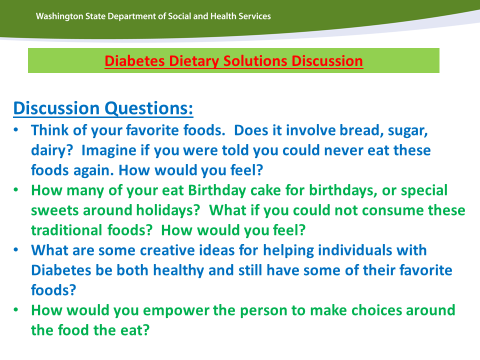 Washington State Department of Social and Health Services
Diabetes Dietary Solutions Discussion
Discussion Questions:
• Think of your favorite foods.  Does it involve bread, sugar,
dairy?  Imagine if you were told you could never eat these
foods again. How would you feel?
• How many of your eat Birthday cake for birthdays, or special
sweets around holidays?  What if you could not consume these
traditional foods?  How would you feel?
• What are some creative ideas for helping individuals with
Diabetes be both healthy and still have some of their favorite
foods?
• How would you empower the person to make choices around
the food the eat?